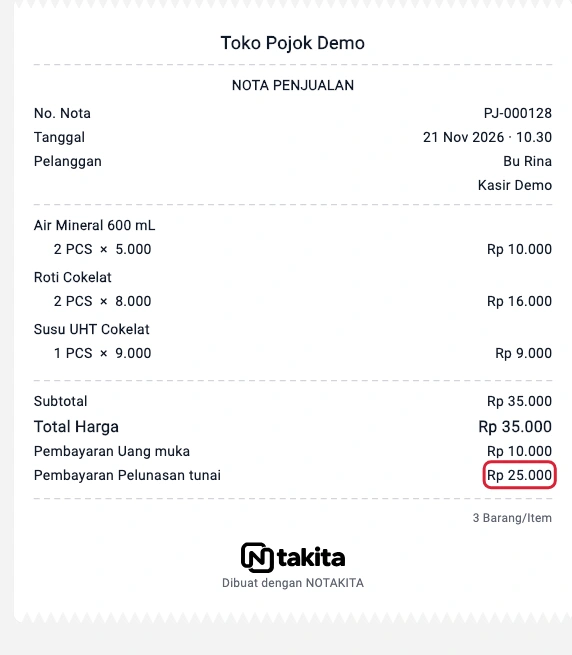 Toko Pojok Demo
NOTA PENJUALAN
No. Nota PJ-000128
Tanggal 21 Nov 2026 · 10.30
Pelanggan Bu Rina
Kasir Demo
Air Mineral 600 mL
2 PCS × 5.000 Rp 10.000
Roti Cokelat
2 PCS × 8.000 Rp 16.000
Susu UHT Cokelat
1 PCS × 9.000 Rp 9.000
Subtotal Rp 35.000
Total Harga Rp 35.000
Pembayaran Uang muka Rp 10.000
Pembayaran Pelunasan tunai Rp 25.000
3 Barang/Item
N takita
Dibuat dengan NOTAKITA